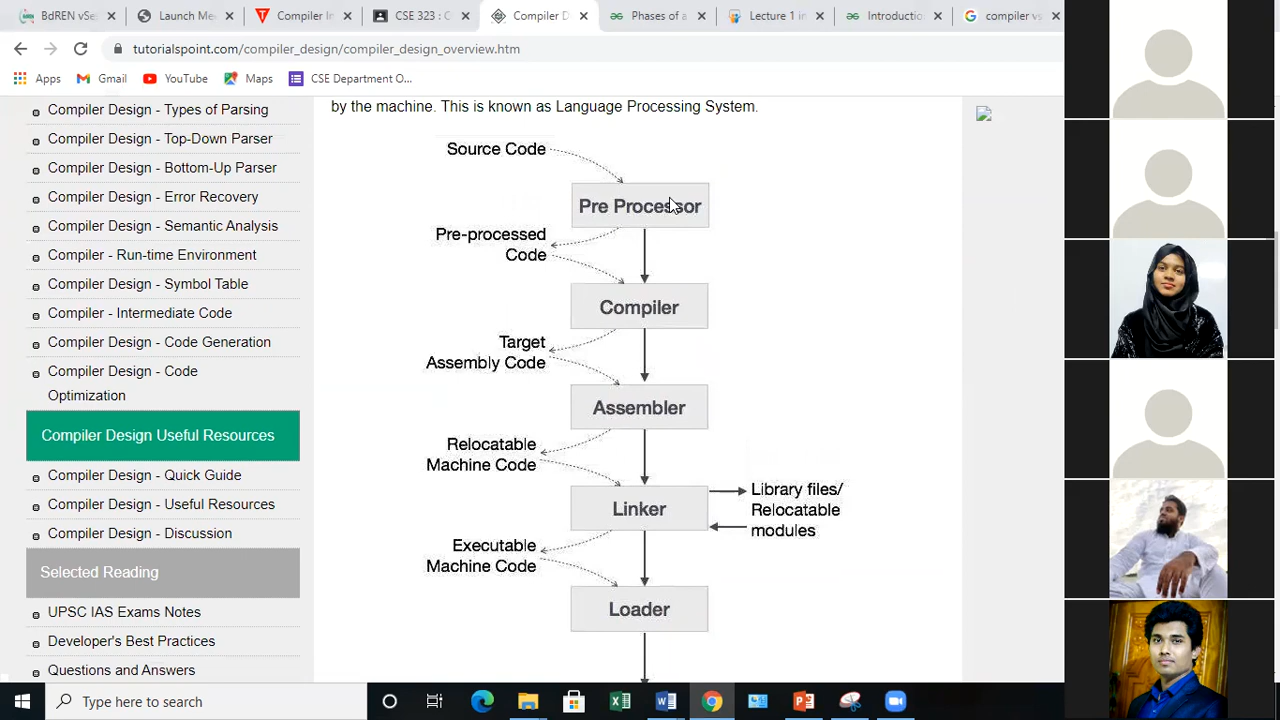 BdREN vSe
Launch Me
Compiler In
CSE 323 : C
Compiler D
Phases of a
Lecture 1 in
Introductio
compiler vs
tutorialspoint.com/compiler_design/compiler_design_overview.htm
Apps
Gmail
YouTube
Maps
CSE Department O...
Compiler Design - Types of Parsing
Compiler Design - Top-Down Parser
Compiler Design - Bottom-Up Parser
Compiler Design - Error Recovery
Compiler Design - Semantic Analysis
Compiler - Run-time Environment
Compiler Design - Symbol Table
Compiler - Intermediate Code
Compiler Design - Code Generation
Compiler Design - Code
Optimization
Compiler Design Useful Resources
Compiler Design - Quick Guide
Compiler Design - Useful Resources
Compiler Design - Discussion
Selected Reading
UPSC IAS Exams Notes
Developer's Best Practices
Questions and Answers
by the machine. This is known as Language Processing System.
Source Code
Pre Processor
Pre-processed
Code
Compiler
Target
Assembly Code
Assembler
Relocatable
Machine Code
Linker
Library files/
Relocatable
modules
Executable
Machine Code
Loader
Type here to search